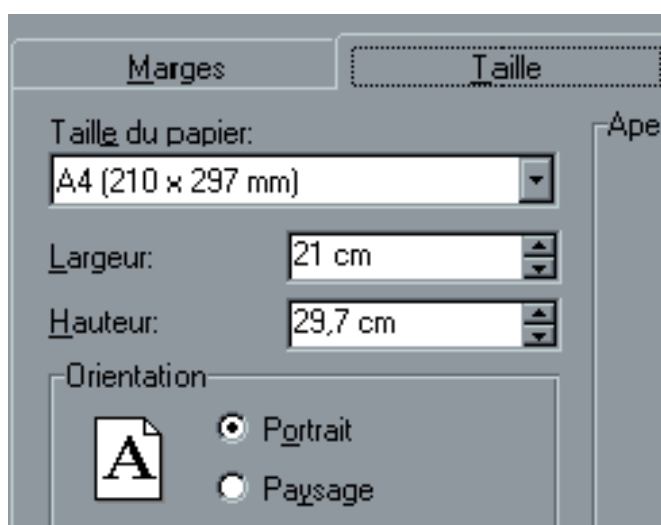 Marges Taille
Taille du papier:
Ape
A4 (210 x 297 mm)
Largeur: 21 cm
Hauteur: 29,7 cm
Orientation
A
Portrait
Paysage